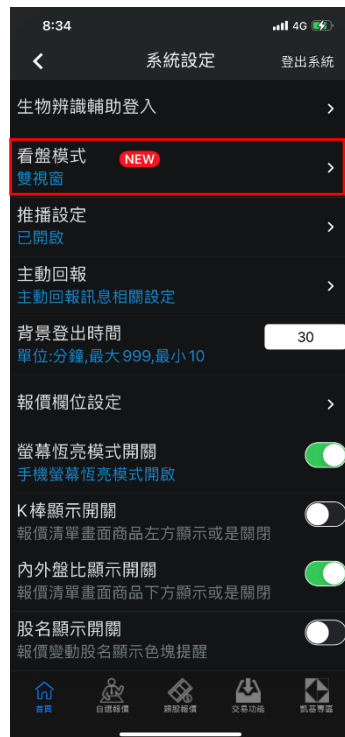 8:34
4G
系統設定
登出系統
生物辨識輔助登入
看盤模式 NEW
雙視窗
推播設定
已開啟
主動回報
主動回報訊息相關設定
背景登出時間
30
單位:分鐘,最大999,最小10
報價欄位設定
螢幕恆亮模式開關
手機螢幕恆亮模式開啟
K棒顯示開關
報價清單畫面商品左方顯示或是關閉
內外盤比顯示開關
報價清單畫面商品下方顯示或是關閉
股名顯示開關
報價變動股名顯示色塊提醒
首頁 自選報價 類股報價 交易功能 凱基專區